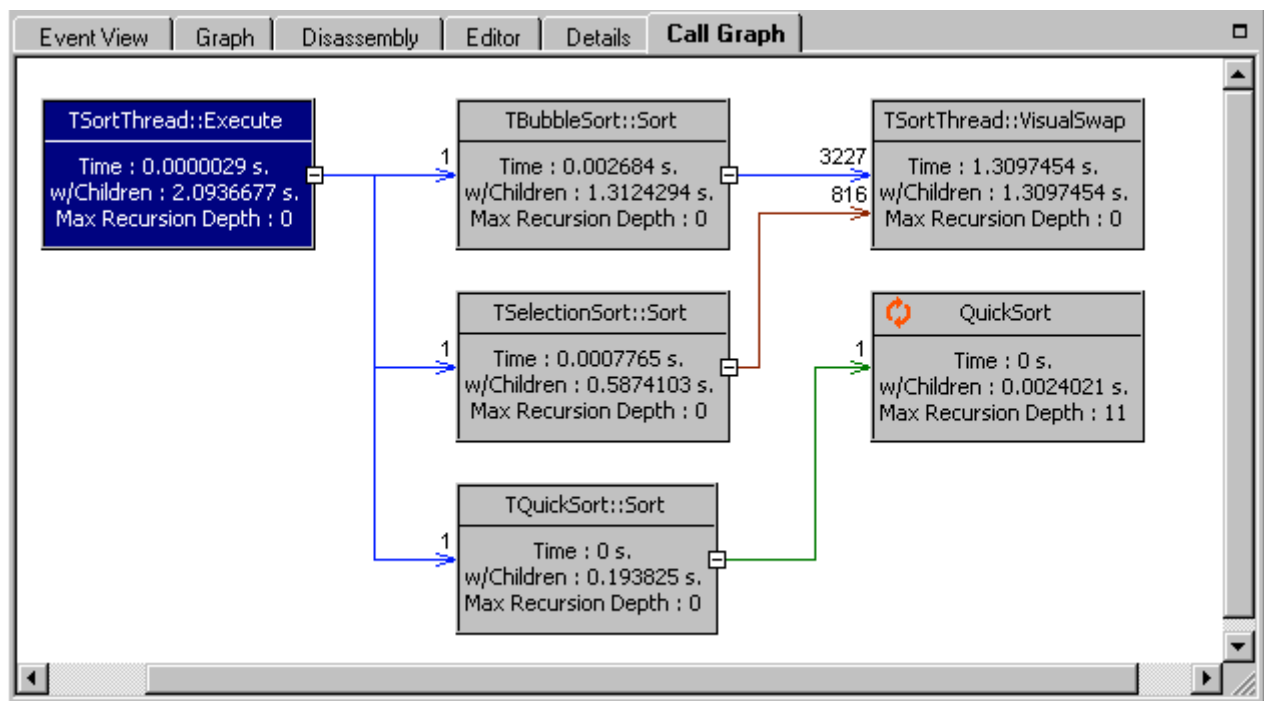 Event View Graph Disassembly Editor Details Call Graph
TSortThread::Execute
Time : 0.0000029 s.
w/Children : 2.0936677 s.
Max Recursion Depth : 0
1
TBubbleSort::Sort
Time : 0.002684 s.
w/Children : 1.3124294 s.
Max Recursion Depth : 0
3227
816
TSortThread::VisualSwap
Time : 1.3097454 s.
w/Children : 1.3097454 s.
Max Recursion Depth : 0
1
TSelectionSort::Sort
Time : 0.0007765 s.
w/Children : 0.5874103 s.
Max Recursion Depth : 0
1
QuickSort
Time : 0 s.
w/Children : 0.0024021 s.
Max Recursion Depth : 11
1
TQuickSort::Sort
Time : 0 s.
w/Children : 0.193825 s.
Max Recursion Depth : 0